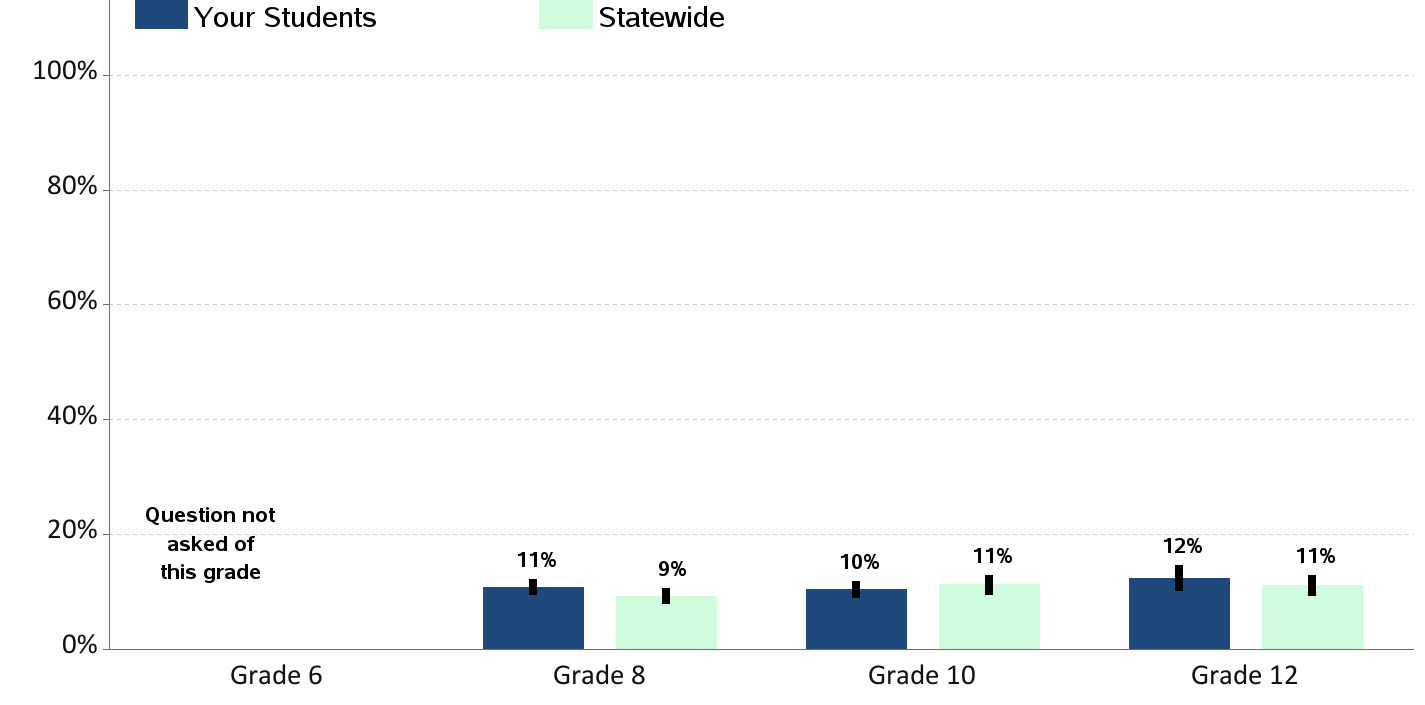 Your Students Statewide
100%
80%
60%
40%
20%
0%
Question not
asked of
this grade
11% 9% 10% 11% 12% 11%
Grade 6 Grade 8 Grade 10 Grade 12